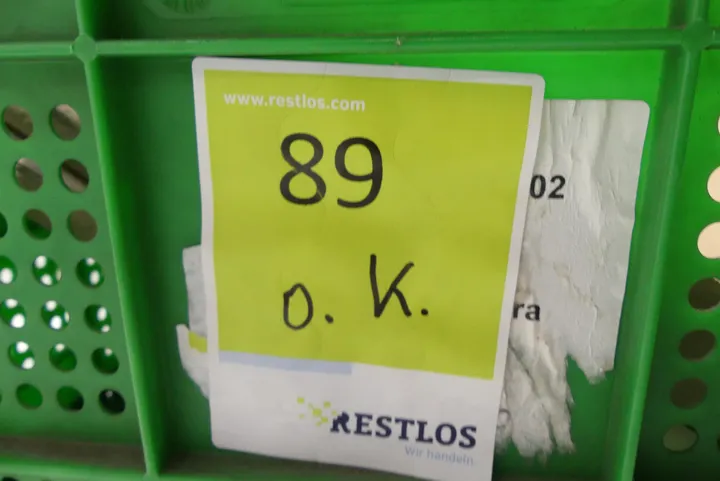 www.restlos.com
89
02
o. K.
ra
RESTLOS
Wir handeln.